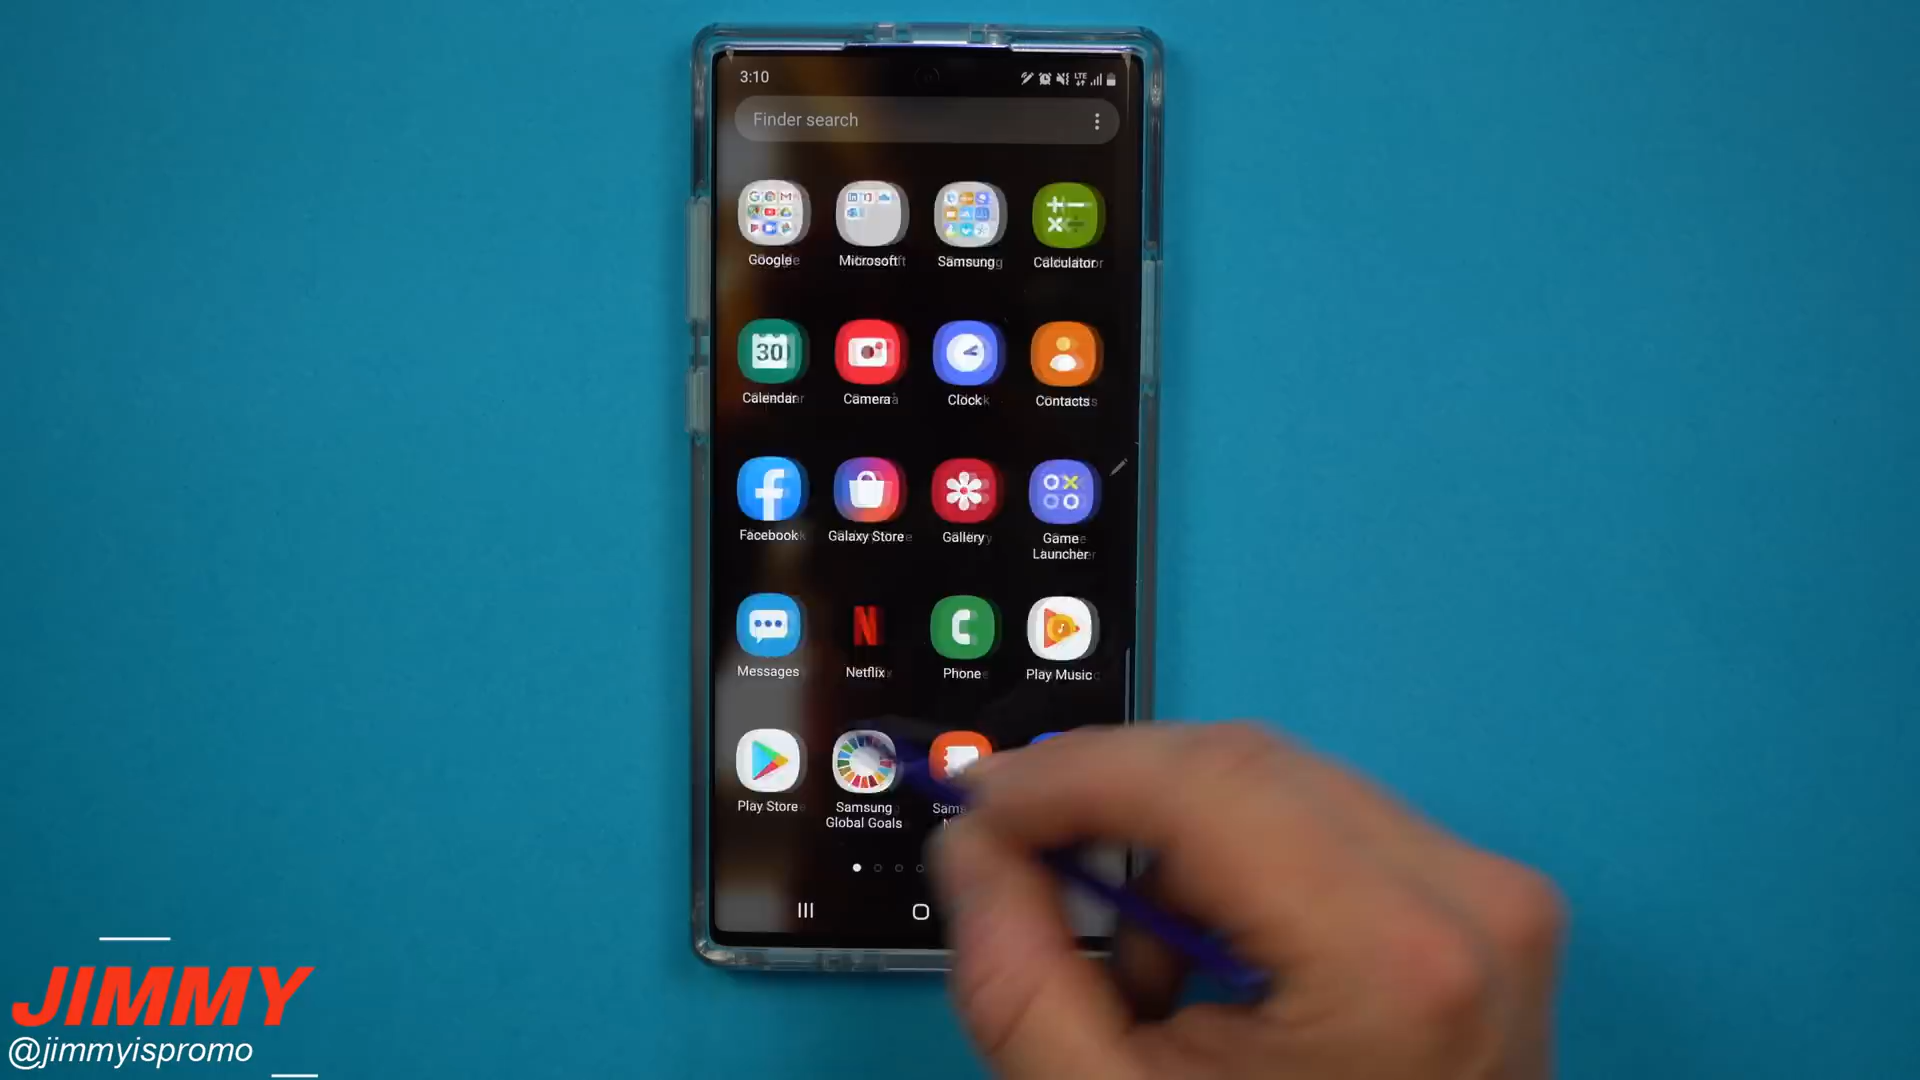 3:10
LTE
Finder search
Google
Microsoft
Samsung
Calculator
30
Calendar
Camera
Clock
Contacts
Facebook
Galaxy Store
Gallery
Game
Launcher
Messages
Netflix
Phone
Play Music
Play Store
Samsung
Global Goals
JIMMY
@jimmyispromo